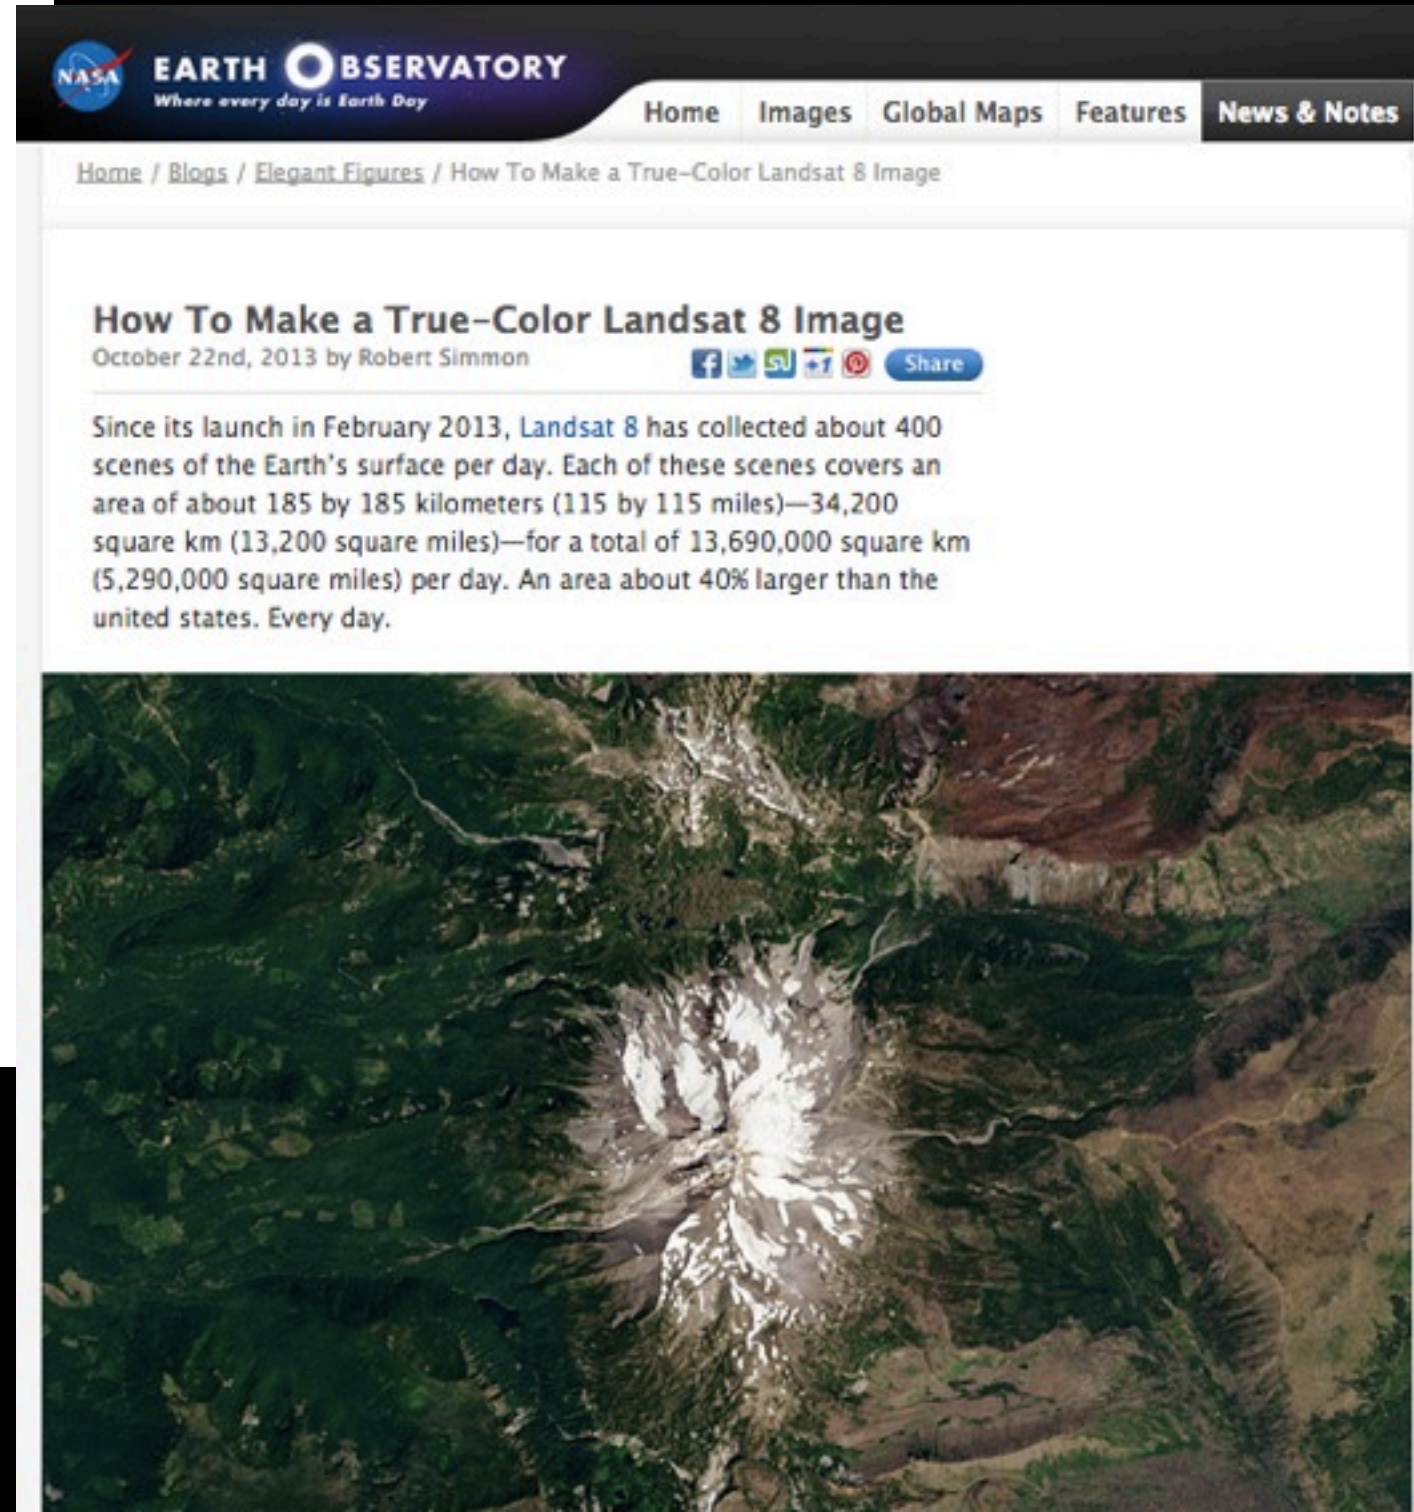 NASA
EARTH OBSERVATORY
Where every day is Earth Day
Home Images Global Maps Features News & Notes
Home / Blogs / Elegant Figures / How To Make a True-Color Landsat 8 Image
How To Make a True-Color Landsat 8 Image
October 22nd, 2013 by Robert Simmon
f +1 Share
Since its launch in February 2013, Landsat 8 has collected about 400
scenes of the Earth's surface per day. Each of these scenes covers an
area of about 185 by 185 kilometers (115 by 115 miles)—34,200
square km (13,200 square miles)—for a total of 13,690,000 square km
(5,290,000 square miles) per day. An area about 40% larger than the
united states. Every day.